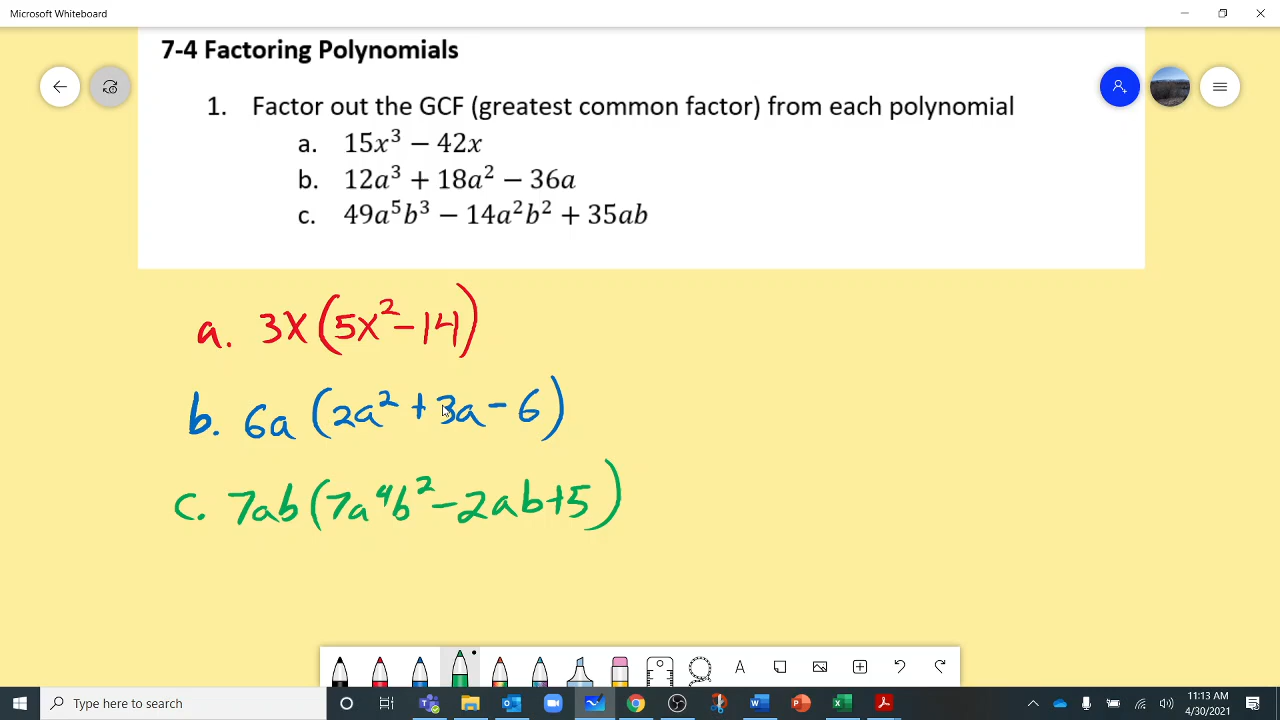 Microsoft Whiteboard
7-4 Factoring Polynomials
1. Factor out the GCF (greatest common factor) from each polynomial
a. 15x³ − 42x
b. 12a³ + 18a² − 36a
c. 49a⁵b³ − 14a²b² + 35ab
a. 3x(5x²−14)
b. 6a(2a² + 3a − 6)
c. 7ab(7a⁴b² − 2ab+5)
A
Type here to search
11:13 AM
4/30/2021